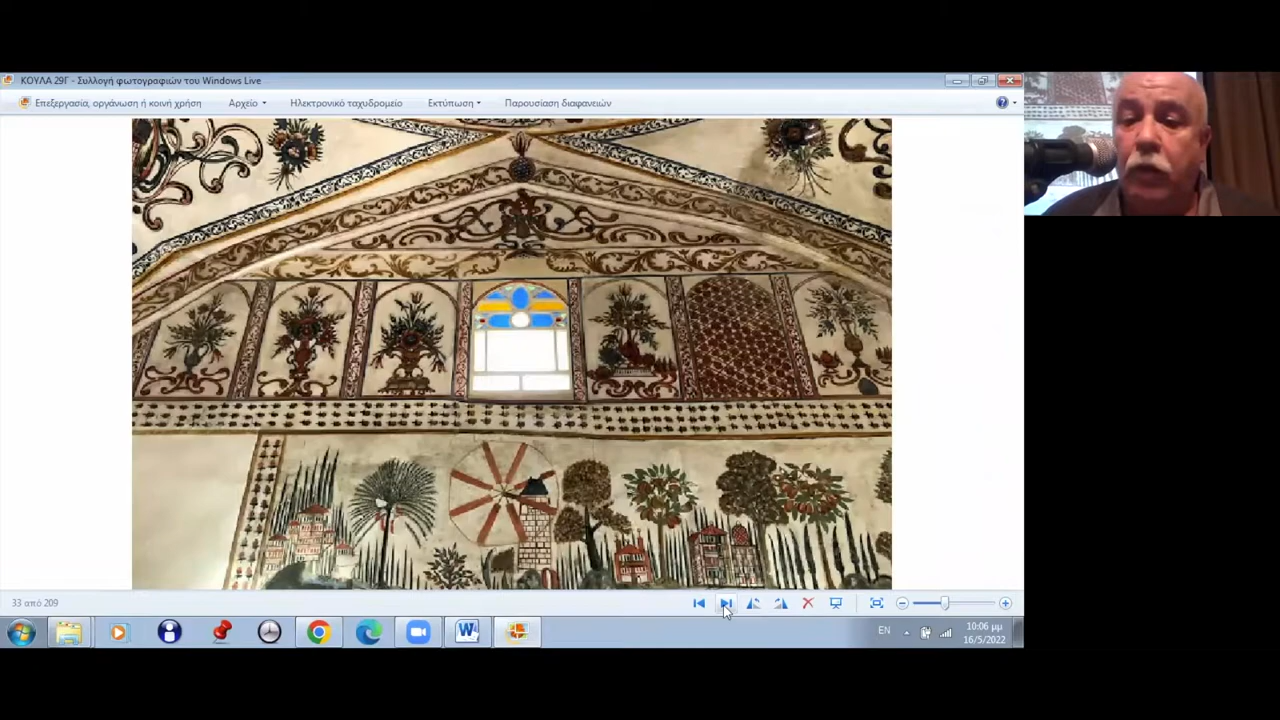 ΚΟΥΛΑ 29Γ - Συλλογή φωτογραφιών του Windows Live
Επεξεργασία, οργάνωση ή κοινή χρήση Αρχείο Ηλεκτρονικό ταχυδρομείο Εκτύπωση Παρουσίαση διαφανειών
33 από 209
EN
10:06 μμ
16/5/2022